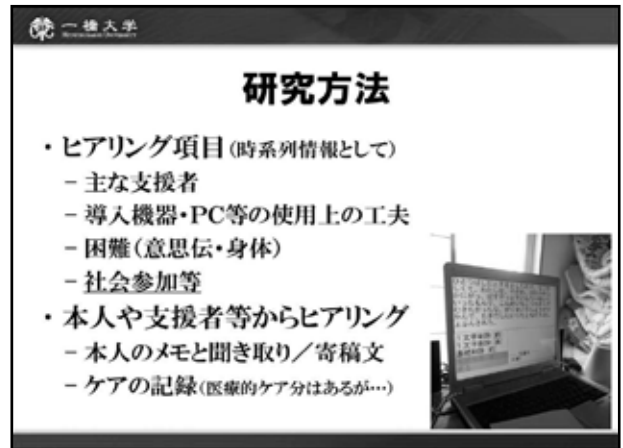 一橋大学
HITOTSUBASHI UNIVERSITY
研究方法
・ヒアリング項目(時系列情報として)
－主な支援者
－導入機器・PC等の使用上の工夫
－困難(意思伝・身体)
－社会参加等
・本人や支援者等からヒアリング
－本人のメモと聞き取り／寄稿文
－ケアの記録(医療的ケア分はあるが…)